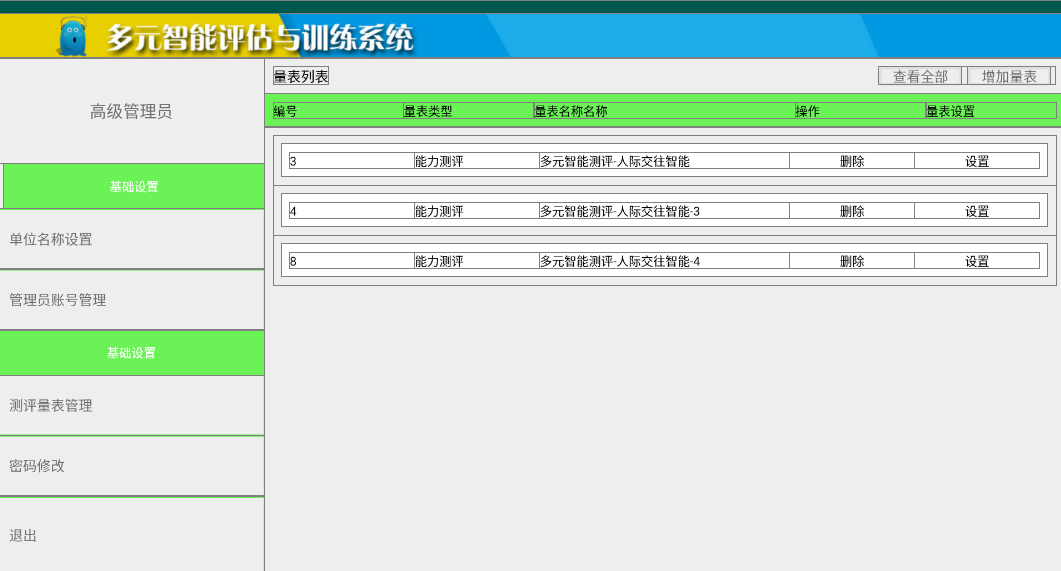 多元智能评估与训练系统
高级管理员
基础设置
单位名称设置
管理员账号管理
基础设置
测评量表管理
密码修改
退出
量表列表 查看全部 增加量表
编号 量表类型 量表名称名称 操作 量表设置
3 能力测评 多元智能测评-人际交往智能 删除 设置
4 能力测评 多元智能测评-人际交往智能-3 删除 设置
8 能力测评 多元智能测评-人际交往智能-4 删除 设置